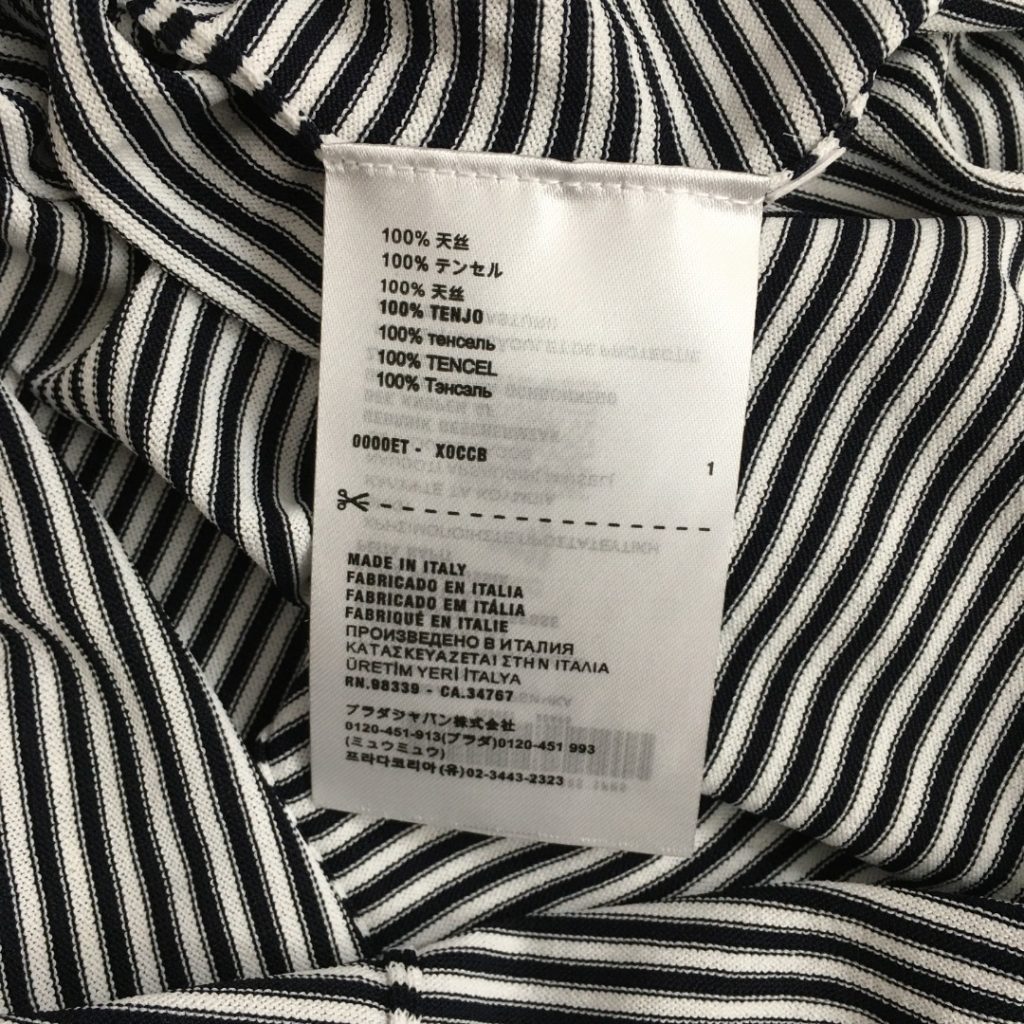 100% 天丝
100% テンセル
100% 天丝
100% TENJO
100% тенсель
100% TENCEL
100% Тэнсэль
0000ET - X0CCB 1
MADE IN ITALY
FABRICADO EN ITALIA
FABRICADO EM ITÁLIA
FABRIQUÉ EN ITALIE
ПРОИЗВЕДЕНО В ИТАЛИЯ
ΚΑΤΑΣΚΕΥΑΖΕΤΑΙ ΣΤΗ Ν ΙΤΑΛΙΑ
ÜRETİM YERİ İTALYA
RN.98339 - CA.34767
プラダジャパン株式会社
0120-451-913(プラダ)0120-451 993
(ミュウミュウ)
프라다코리아(유)02-3443-2323